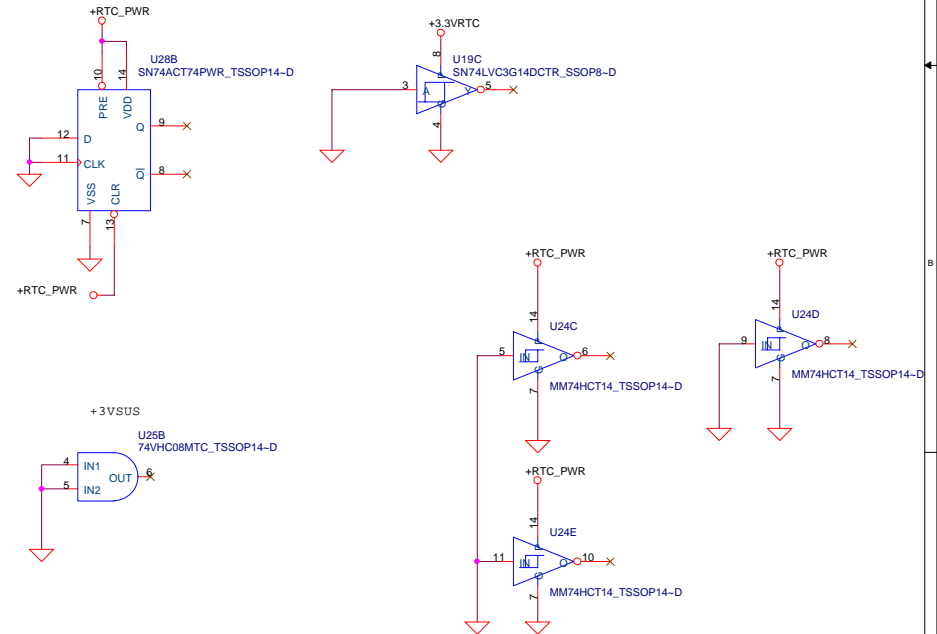 +RTC_PWR
U28B
SN74ACT74PWR_TSSOP14~D
10
14
PRE
VDD
12
D
Q
9
11
CLK
Q
8
VSS
CLR
7
13
+RTC_PWR
+3.3VRTC
8
U19C
SN74LVC3G14DCTR_SSOP8~D
3
A
Y
5
4
B
+RTC_PWR
14
U24C
5
IN
O
6
MM74HCT14_TSSOP14~D
7
+RTC_PWR
14
U24D
9
IN
O
8
MM74HCT14_TSSOP14~D
7
+3VSUS
U25B
74VHC08MTC_TSSOP14~D
4
IN1
OUT
6
5
IN2
+RTC_PWR
14
U24E
11
IN
O
10
MM74HCT14_TSSOP14~D
7